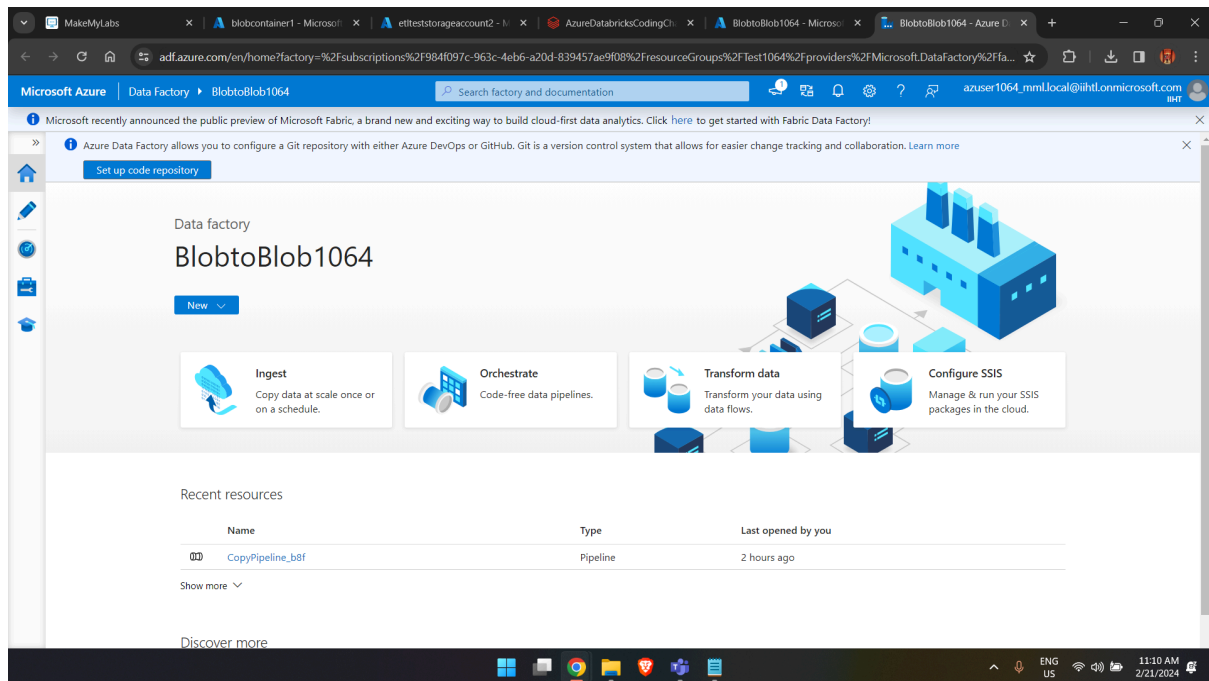 MakeMyLabs
blobcontainer1 - Microsoft
etlteststorageaccount2 - M
AzureDatabricksCodingCh
BlobtoBlob1064 - Microsof
BlobtoBlob1064 - Azure D
adf.azure.com/en/home?factory=%2Fsubscriptions%2F984f097c-963c-4eb6-a20d-839457ae9f08%2FresourceGroups%2FTest1064%2Fproviders%2FMicrosoft.DataFactory%2Ffa...
Microsoft Azure
Data Factory
BlobtoBlob1064
Search factory and documentation
1
azuser1064_mml.local@iihtl.onmicrosoft.com
IIHT
Microsoft recently announced the public preview of Microsoft Fabric, a brand new and exciting way to build cloud-first data analytics. Click here to get started with Fabric Data Factory!
Azure Data Factory allows you to configure a Git repository with either Azure DevOps or GitHub. Git is a version control system that allows for easier change tracking and collaboration. Learn more
Set up code repository
Data factory
BlobtoBlob1064
New
Ingest
Copy data at scale once or
on a schedule.
Orchestrate
Code-free data pipelines.
Transform data
Transform your data using
data flows.
Configure SSIS
Manage & run your SSIS
packages in the cloud.
Recent resources
Name Type Last opened by you
CopyPipeline_b8f Pipeline 2 hours ago
Show more
Discover more
ENG
US
11:10 AM
2/21/2024